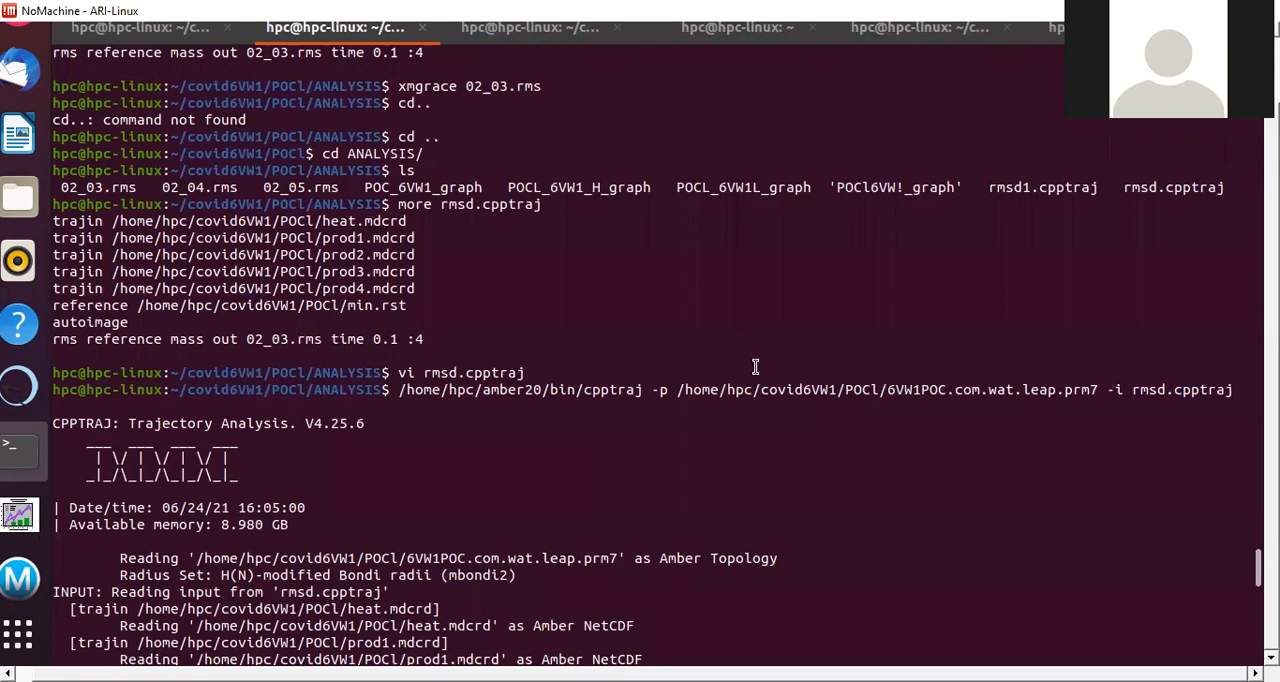 NoMachine - ARI-Linux
hpc@hpc-linux: ~/c... × hpc@hpc-linux: ~/c... × hpc@hpc-linux: ~/c... × hpc@hpc-linux: ~ × hpc@hpc-linux: ~/c... × hp
rms reference mass out 02_03.rms time 0.1 :4
hpc@hpc-linux:~/covid6VW1/POCl/ANALYSIS$ xmgrace 02_03.rms
hpc@hpc-linux:~/covid6VW1/POCl/ANALYSIS$ cd..
cd..: command not found
hpc@hpc-linux:~/covid6VW1/POCl/ANALYSIS$ cd ..
hpc@hpc-linux:~/covid6VW1/POCl$ cd ANALYSIS/
hpc@hpc-linux:~/covid6VW1/POCl/ANALYSIS$ ls
02_03.rms 02_04.rms 02_05.rms POC_6VW1_graph POCL_6VW1_H_graph POCL_6VW1L_graph 'POCl6VW!_graph' rmsd1.cpptraj rmsd.cpptraj
hpc@hpc-linux:~/covid6VW1/POCl/ANALYSIS$ more rmsd.cpptraj
trajin /home/hpc/covid6VW1/POCl/heat.mdcrd
trajin /home/hpc/covid6VW1/POCl/prod1.mdcrd
trajin /home/hpc/covid6VW1/POCl/prod2.mdcrd
trajin /home/hpc/covid6VW1/POCl/prod3.mdcrd
trajin /home/hpc/covid6VW1/POCl/prod4.mdcrd
reference /home/hpc/covid6VW1/POCl/min.rst
autoimage
rms reference mass out 02_03.rms time 0.1 :4
hpc@hpc-linux:~/covid6VW1/POCl/ANALYSIS$ vi rmsd.cpptraj
hpc@hpc-linux:~/covid6VW1/POCl/ANALYSIS$ /home/hpc/amber20/bin/cpptraj -p /home/hpc/covid6VW1/POCl/6VW1POC.com.wat.leap.prm7 -i rmsd.cpptraj
CPPTRAJ: Trajectory Analysis. V4.25.6
| Date/time: 06/24/21 16:05:00
| Available memory: 8.980 GB
Reading '/home/hpc/covid6VW1/POCl/6VW1POC.com.wat.leap.prm7' as Amber Topology
Radius Set: H(N)-modified Bondi radii (mbondi2)
INPUT: Reading input from 'rmsd.cpptraj'
[trajin /home/hpc/covid6VW1/POCl/heat.mdcrd]
Reading '/home/hpc/covid6VW1/POCl/heat.mdcrd' as Amber NetCDF
[trajin /home/hpc/covid6VW1/POCl/prod1.mdcrd]
Reading '/home/hpc/covid6VW1/POCl/prod1.mdcrd' as Amber NetCDF